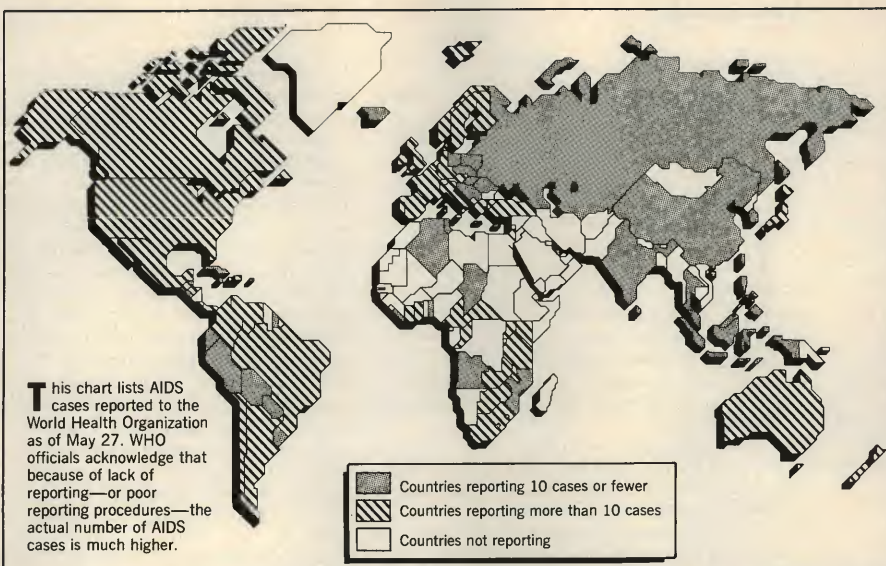 This chart lists AIDS
cases reported to the
World Health Organization
as of May 27. WHO
officials acknowledge that
because of lack of
reporting—or poor
reporting procedures—the
actual number of AIDS
cases is much higher.
Countries reporting 10 cases or fewer
Countries reporting more than 10 cases
Countries not reporting